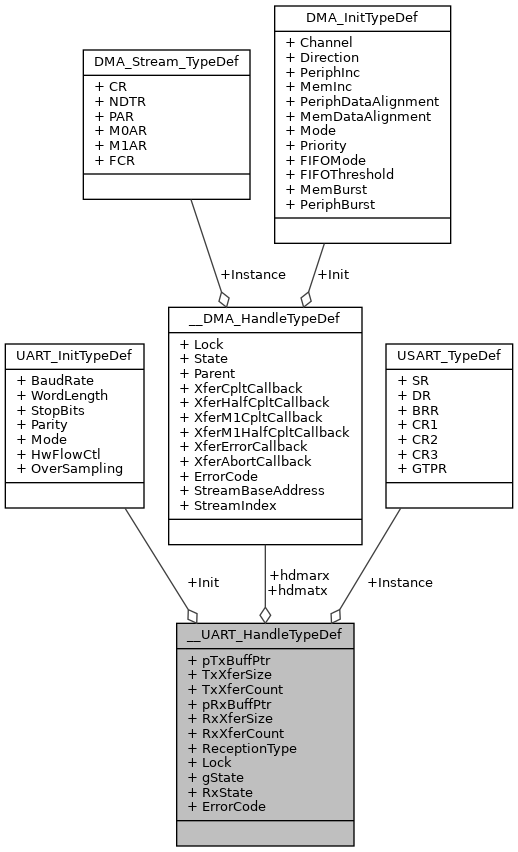 DMA_InitTypeDef
+ Channel
+ Direction
+ PeriphInc
+ MemInc
+ PeriphDataAlignment
+ MemDataAlignment
+ Mode
+ Priority
+ FIFOMode
+ FIFOThreshold
+ MemBurst
+ PeriphBurst
DMA_Stream_TypeDef
+ CR
+ NDTR
+ PAR
+ M0AR
+ M1AR
+ FCR
+Instance
+Init
__DMA_HandleTypeDef
+ Lock
+ State
+ Parent
+ XferCpltCallback
+ XferHalfCpltCallback
+ XferM1CpltCallback
+ XferM1HalfCpltCallback
+ XferErrorCallback
+ XferAbortCallback
+ ErrorCode
+ StreamBaseAddress
+ StreamIndex
UART_InitTypeDef
+ BaudRate
+ WordLength
+ StopBits
+ Parity
+ Mode
+ HwFlowCtl
+ OverSampling
USART_TypeDef
+ SR
+ DR
+ BRR
+ CR1
+ CR2
+ CR3
+ GTPR
+Init
+hdmarx
+hdmatx
+Instance
__UART_HandleTypeDef
+ pTxBuffPtr
+ TxXferSize
+ TxXferCount
+ pRxBuffPtr
+ RxXferSize
+ RxXferCount
+ ReceptionType
+ Lock
+ gState
+ RxState
+ ErrorCode